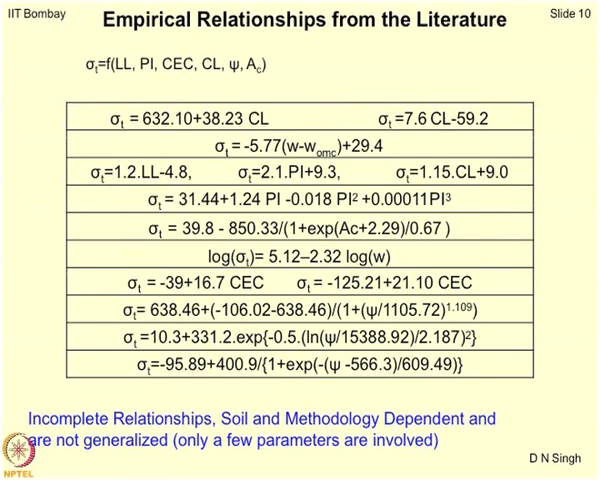 IIT Bombay
Empirical Relationships from the Literature
Slide 10
σt=f(LL, PI, CEC, CL, ψ, Ac)
σt = 632.10+38.23 CL σt =7.6 CL-59.2
σt = -5.77(w-womc)+29.4
σt=1.2.LL-4.8, σt=2.1.PI+9.3, σt=1.15.CL+9.0
σt = 31.44+1.24 PI -0.018 PI² +0.00011PI³
σt = 39.8 - 850.33/(1+exp(Ac+2.29)/0.67 )
log(σt)= 5.12–2.32 log(w)
σt = -39+16.7 CEC σt = -125.21+21.10 CEC
σt= 638.46+(-106.02-638.46)/(1+(ψ/1105.72)¹·¹⁰⁹)
σt =10.3+331.2.exp{-0.5.(ln(ψ/15388.92)/2.187)²}
σt=-95.89+400.9/{1+exp(-(ψ -566.3)/609.49)}
Incomplete Relationships, Soil and Methodology Dependent and
are not generalized (only a few parameters are involved)
D N Singh
NPTEL